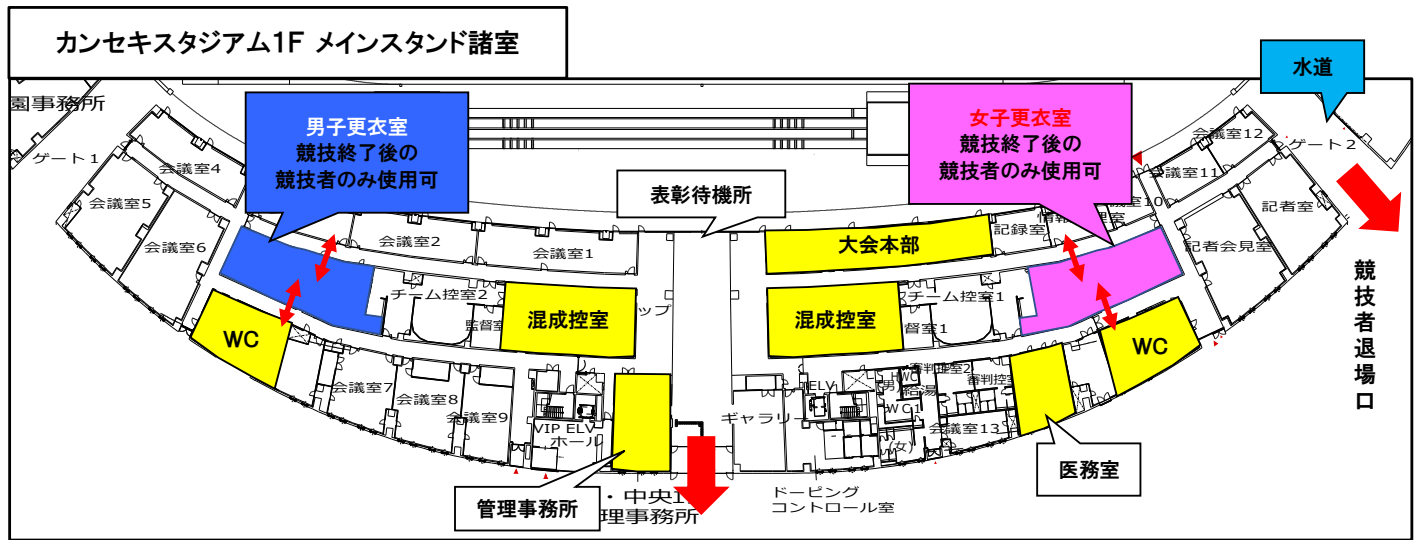 カンセキスタジアム1F メインスタンド諸室
水道
園事務所
男子更衣室
競技終了後の
競技者のみ使用可
女子更衣室
競技終了後の
競技者のみ使用可
ゲート1
会議室4
会議室5
会議室6
会議室2
会議室1
表彰待機所
大会本部
記録室
会議室11
会議室12
ゲート2
記者室
記者会見室
競技者退場口
チーム控室2
混成控室
ップ
混成控室
チーム控室1
督室1
WC
WC
会議室7
会議室8
会議室9
VIP ELV
ホール
ギャラリー
ELV
(男)
HWC
給湯
WC1
(女)
審判控室2
審判控
会議室13
医務室
管理事務所
・中央1
理事務所
ドーピング
コントロール室